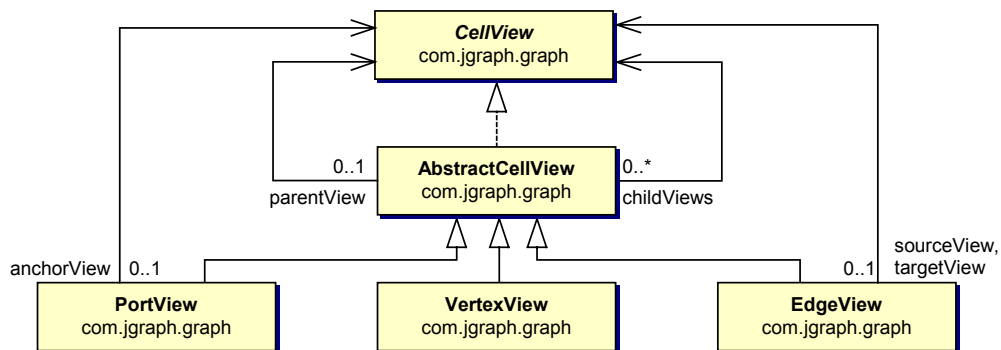 CellView
com.jgraph.graph
0..1
AbstractCellView
0..*
parentView
com.jgraph.graph
childViews
sourceView,
anchorView
0..1
0..1
targetView
PortView
VertexView
EdgeView
com.jgraph.graph
com.jgraph.graph
com.jgraph.graph